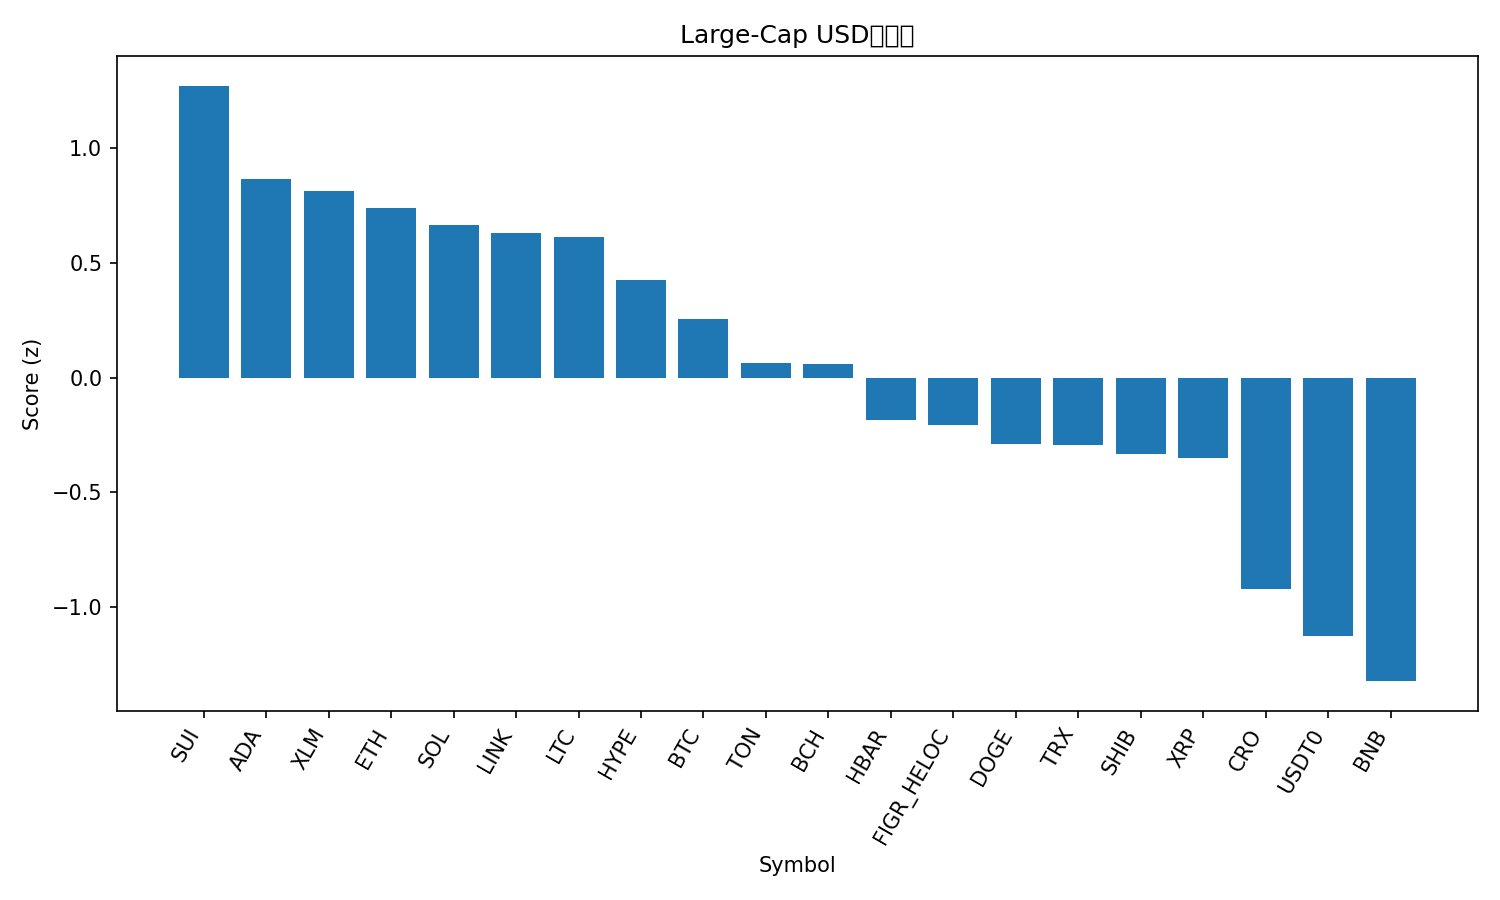 Large-Cap USD
Score (z)
1.0
0.5
0.0
−0.5
−1.0
SUI
ADA
XLM
ETH
SOL
LINK
LTC
HYPE
BTC
TON
BCH
HBAR
FIGR_HELOC
DOGE
TRX
SHIB
XRP
CRO
USDT0
BNB
Symbol